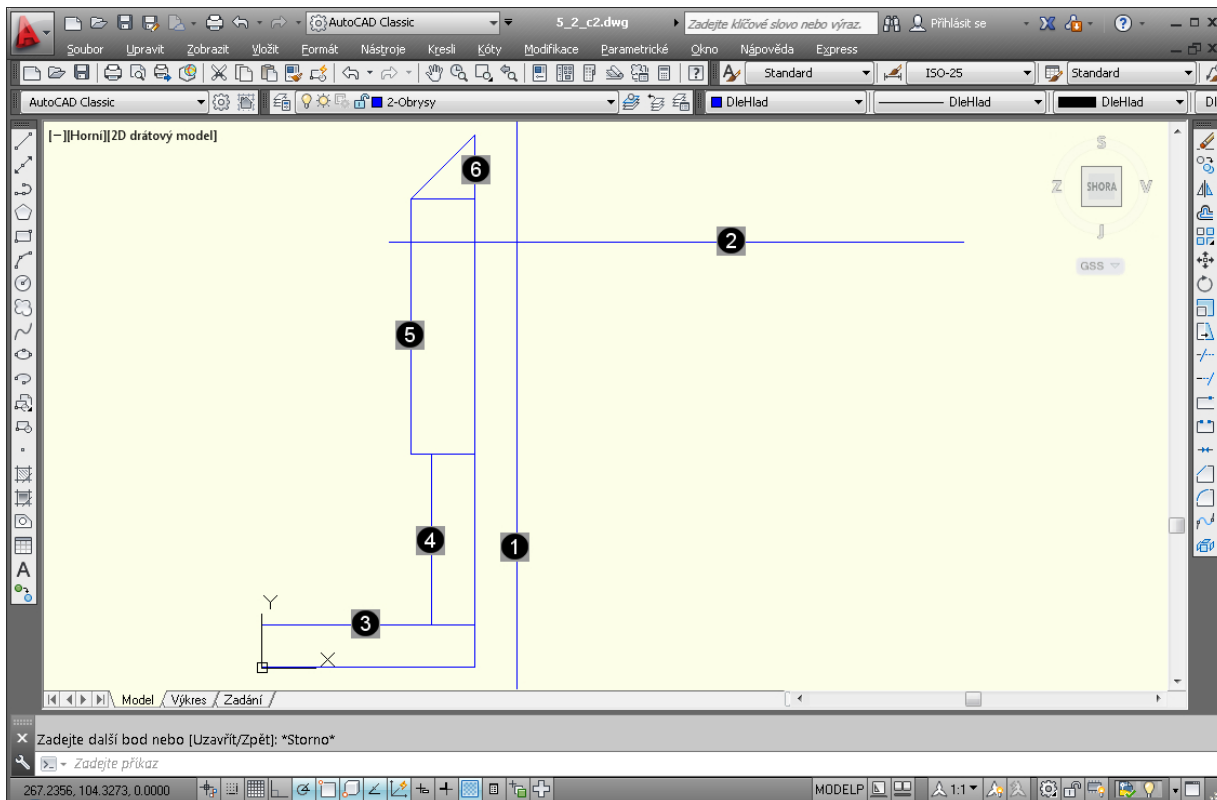 AutoCAD Classic 5_2_c2.dwg Zadejte klíčové slovo nebo výraz. Přihlásit se
Soubor Upravit Zobrazit Vložit Formát Nástroje Kresli Kóty Modifikace Parametrické Okno Nápověda Express
Standard ISO-25 Standard
AutoCAD Classic 2-Obrysy DleHlad DleHlad DleHlad Dl
[−][Horní][2D drátový model]
S
Z SHORA V
J
GSS
6
2
5
4
1
3
Y
X
Model Výkres Zadání
Zadejte další bod nebo [Uzavřít/Zpět]: *Storno*
Zadejte příkaz
267.2356, 104.3273, 0.0000 MODELP 1:1